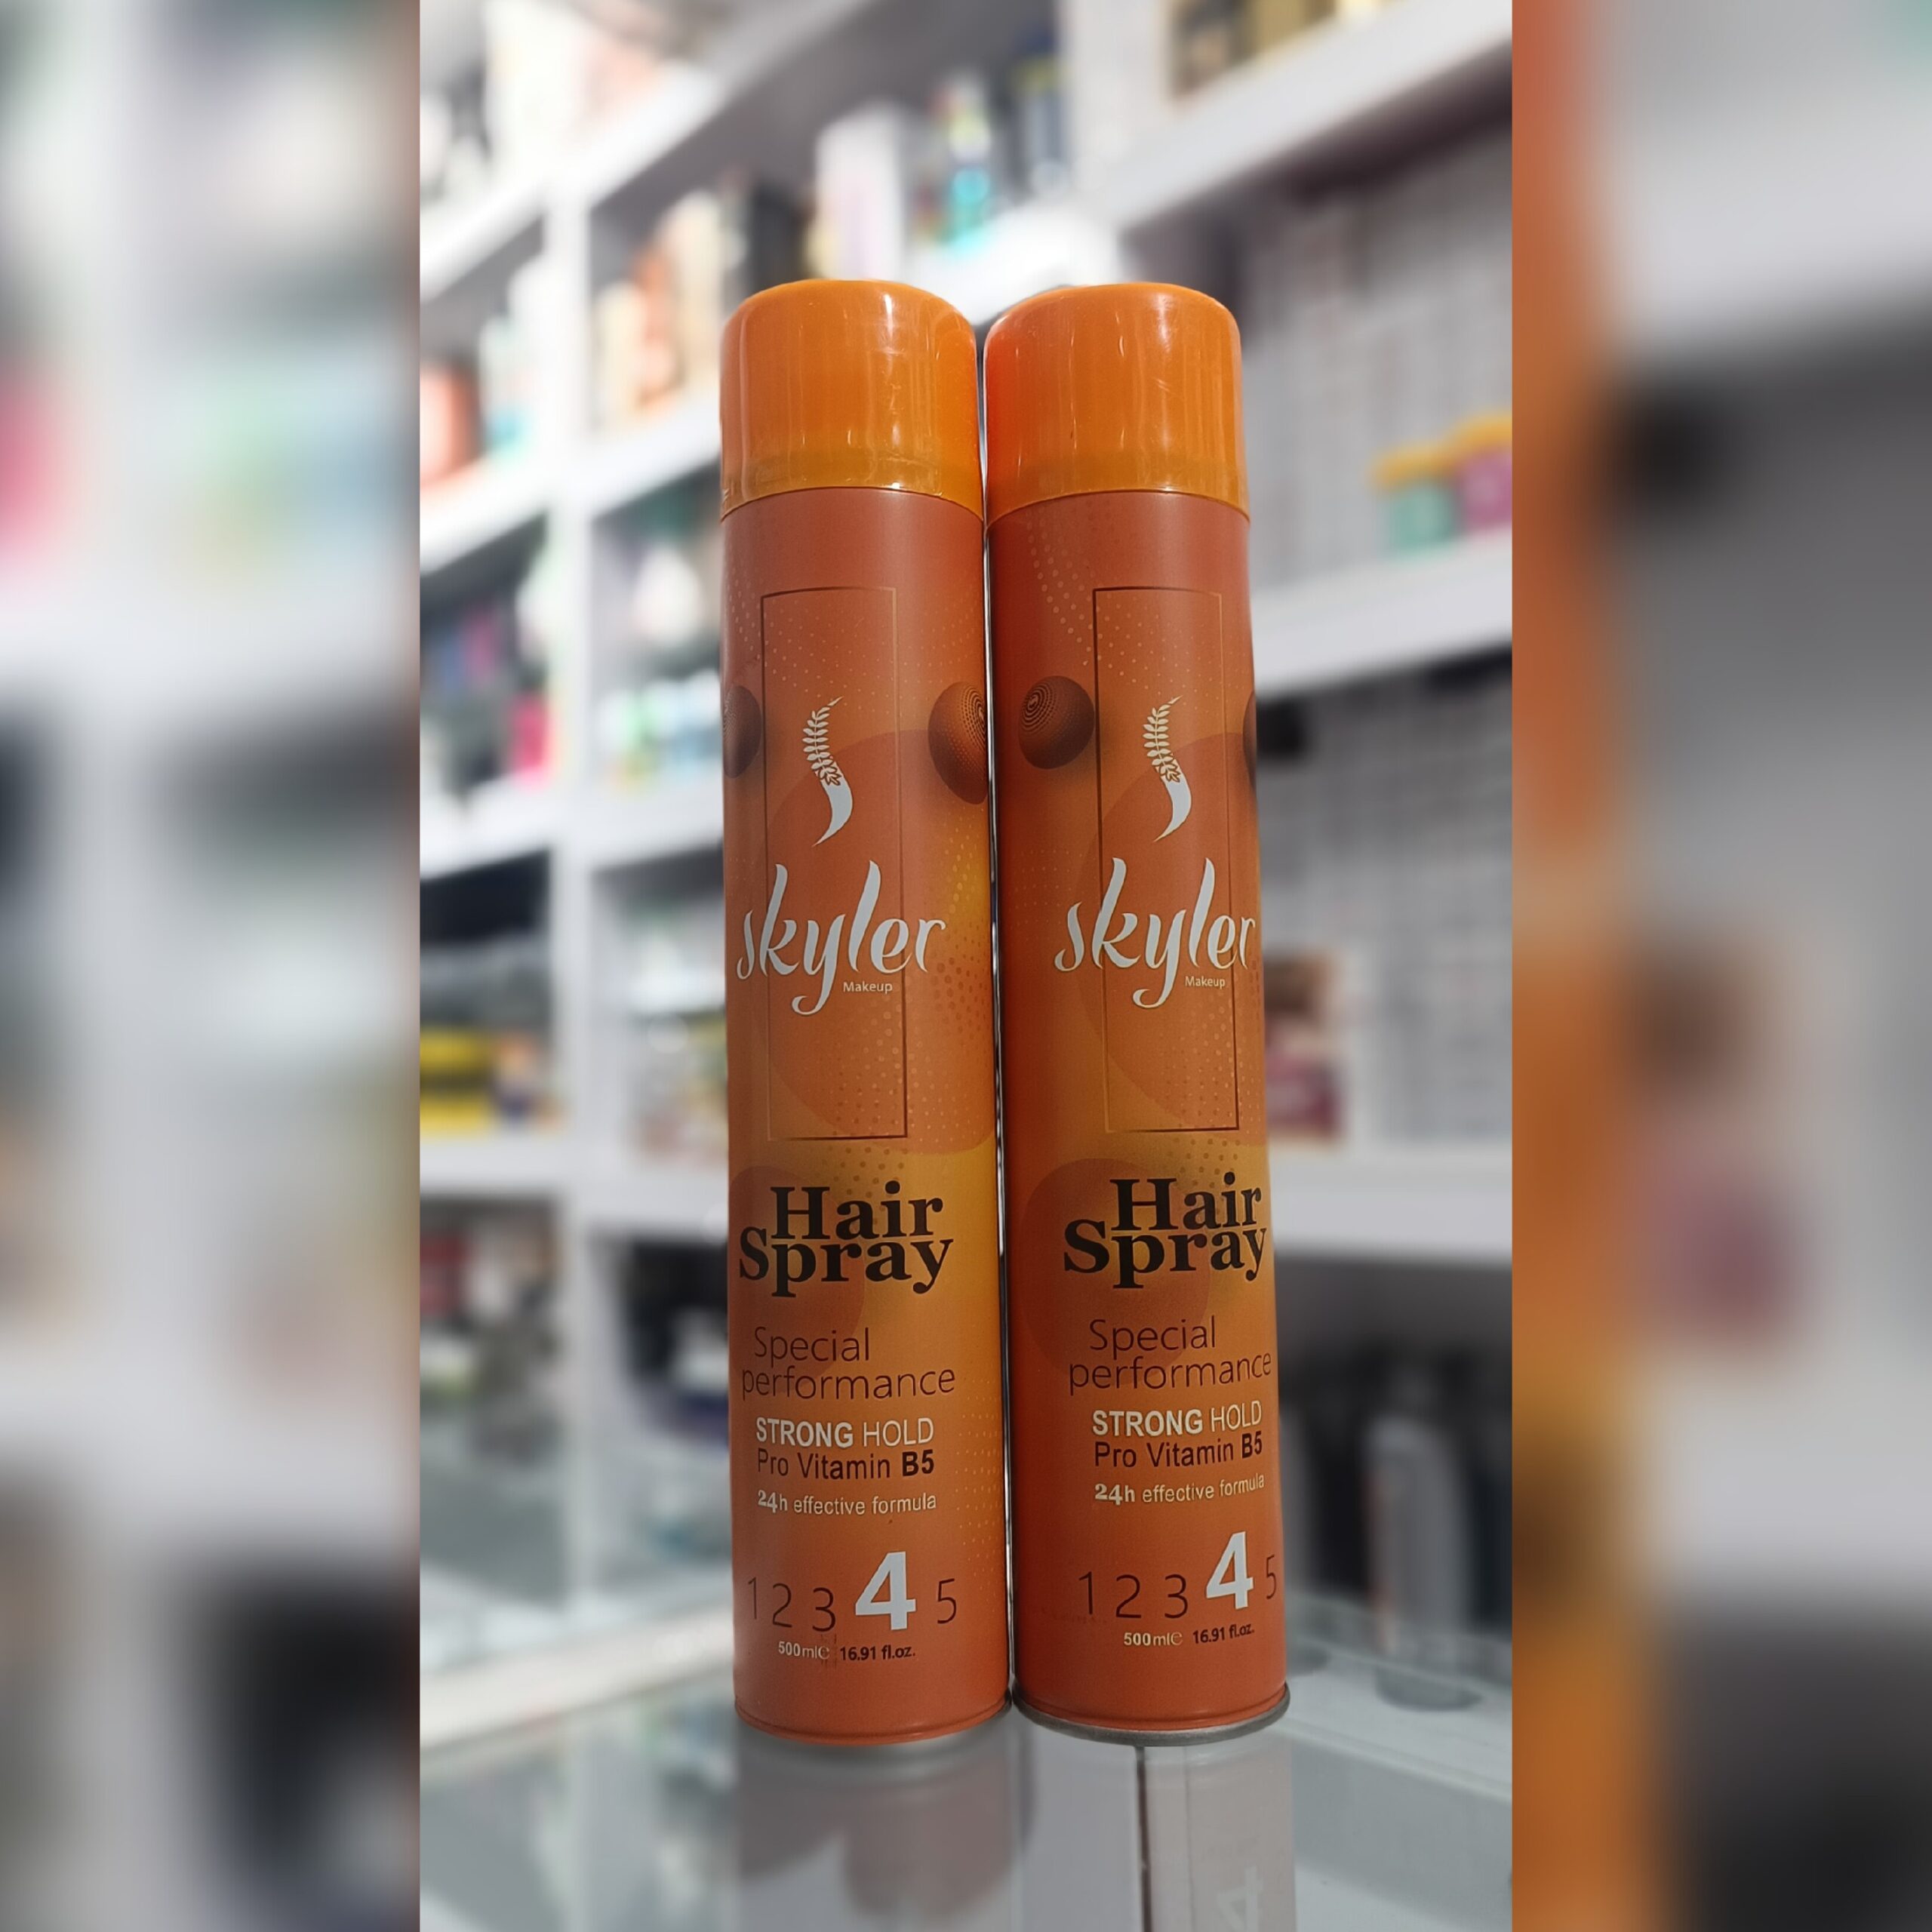 skyler
Makeup
Hair
Spray
Special
performance
STRONG HOLD
Pro Vitamin B5
24h effective formula
1 2 3 4 5
500ml℮ 16.91 fl.oz.
skyler
Makeup
Hair
Spray
Special
performance
STRONG HOLD
Pro Vitamin B5
24h effective formula
1 2 3 4 5
500ml℮ 16.91 fl.oz.